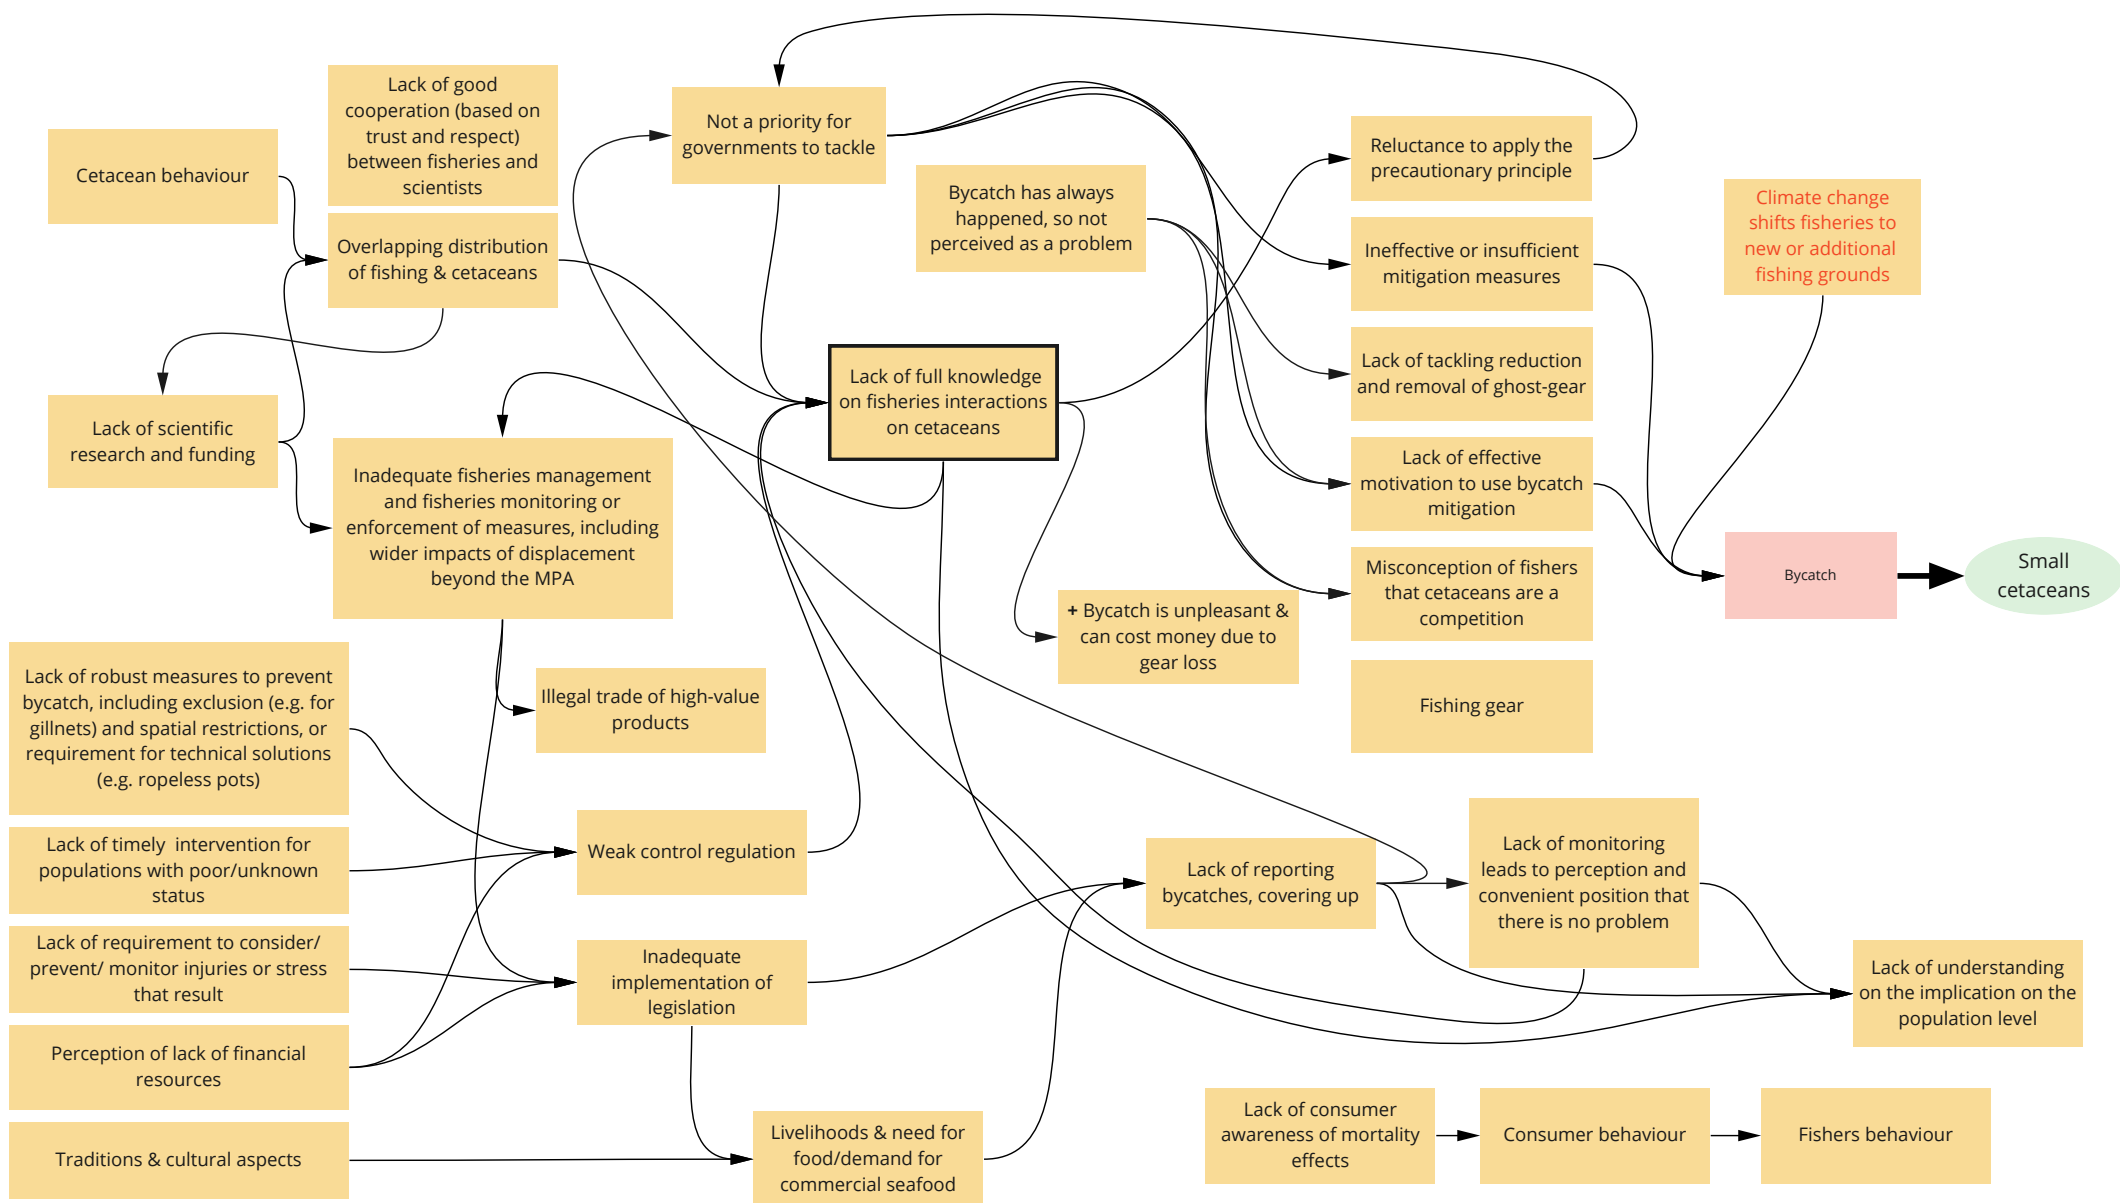 Lack of good
cooperation (based on
trust and respect)
between fisheries and
scientists
Cetacean behaviour
Overlapping distribution
of fishing & cetaceans
Lack of scientific
research and funding
Not a priority for
governments to tackle
Bycatch has always
happened, so not
perceived as a problem
Reluctance to apply the
precautionary principle
Ineffective or insufficient
mitigation measures
Climate change
shifts fisheries to
new or additional
fishing grounds
Lack of tackling reduction
and removal of ghost-gear
Lack of full knowledge
on fisheries interactions
on cetaceans
Lack of effective
motivation to use bycatch
mitigation
Inadequate fisheries management
and fisheries monitoring or
enforcement of measures, including
wider impacts of displacement
beyond the MPA
Misconception of fishers
that cetaceans are a
competition
Bycatch
Small
cetaceans
+ Bycatch is unpleasant &
can cost money due to
gear loss
Fishing gear
Lack of robust measures to prevent
bycatch, including exclusion (e.g. for
gillnets) and spatial restrictions, or
requirement for technical solutions
(e.g. ropeless pots)
Illegal trade of high-value
products
Lack of timely  intervention for
populations with poor/unknown
status
Weak control regulation
Lack of reporting
bycatches, covering up
Lack of monitoring
leads to perception and
convenient position that
there is no problem
Lack of requirement to consider/
prevent/ monitor injuries or stress
that result
Inadequate
implementation of
legislation
Lack of understanding
on the implication on the
population level
Perception of lack of financial
resources
Traditions & cultural aspects
Livelihoods & need for
food/demand for
commercial seafood
Lack of consumer
awareness of mortality
effects
Consumer behaviour
Fishers behaviour